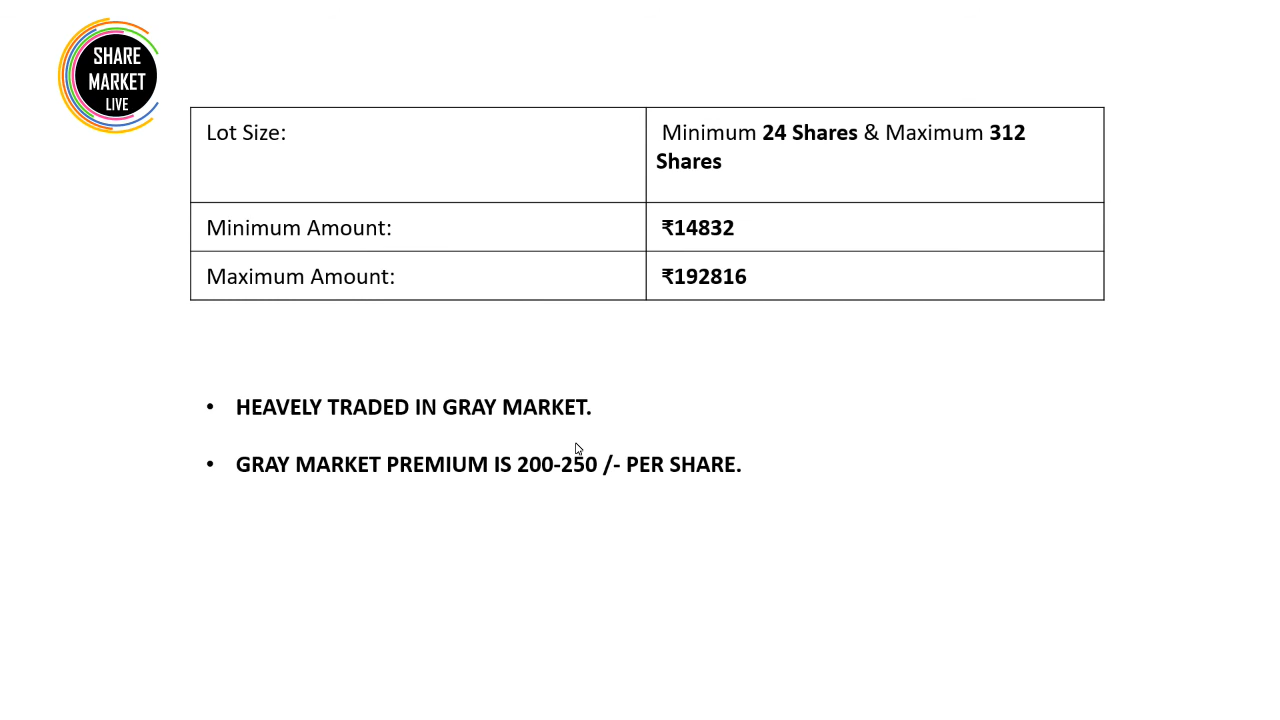 SHARE
MARKET
LIVE
Lot Size:
Minimum 24 Shares & Maximum 312
Shares
Minimum Amount:
₹14832
Maximum Amount:
₹192816
• HEAVELY TRADED IN GRAY MARKET.
• GRAY MARKET PREMIUM IS 200-250 /- PER SHARE.